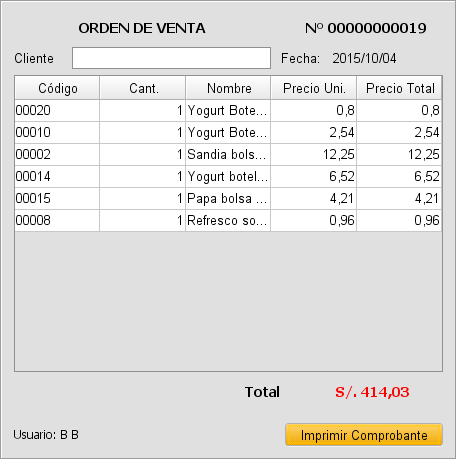 ORDEN DE VENTA Nº 00000000019
Cliente Fecha: 2015/10/04
Código Cant. Nombre Precio Uni. Precio Total
00020 1 Yogurt Bote... 0,8 0,8
00010 1 Yogurt Bote... 2,54 2,54
00002 1 Sandia bols... 12,25 12,25
00014 1 Yogurt botel... 6,52 6,52
00015 1 Papa bolsa ... 4,21 4,21
00008 1 Refresco so... 0,96 0,96
Total S/. 414,03
Usuario: B B Imprimir Comprobante